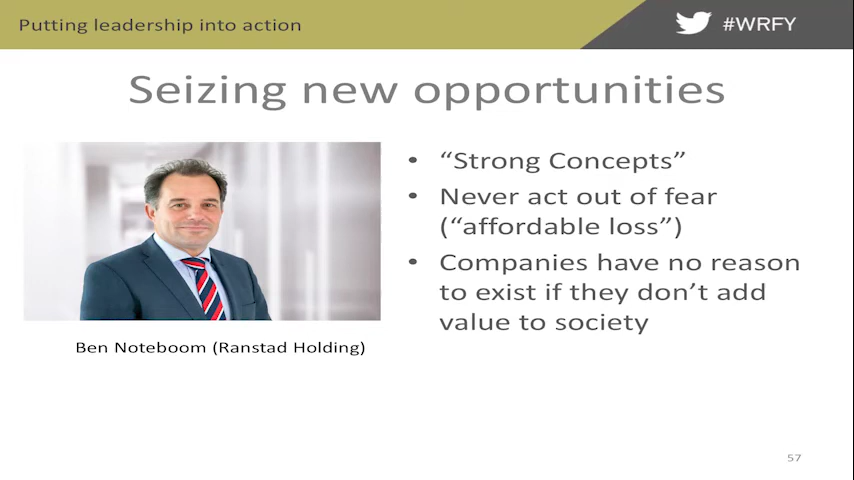 Putting leadership into action
#WRFY
Seizing new opportunities
• “Strong Concepts”
• Never act out of fear
(“affordable loss”)
• Companies have no reason
to exist if they don’t add
value to society
Ben Noteboom (Ranstad Holding)
57